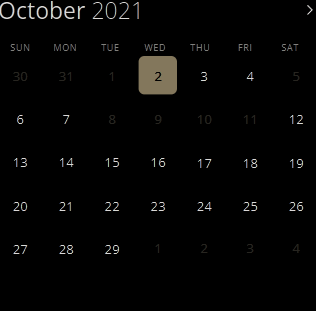 October 2021
SUN MON TUE WED THU FRI SAT
30 31 1 2 3 4 5
6 7 8 9 10 11 12
13 14 15 16 17 18 19
20 21 22 23 24 25 26
27 28 29 1 2 3 4